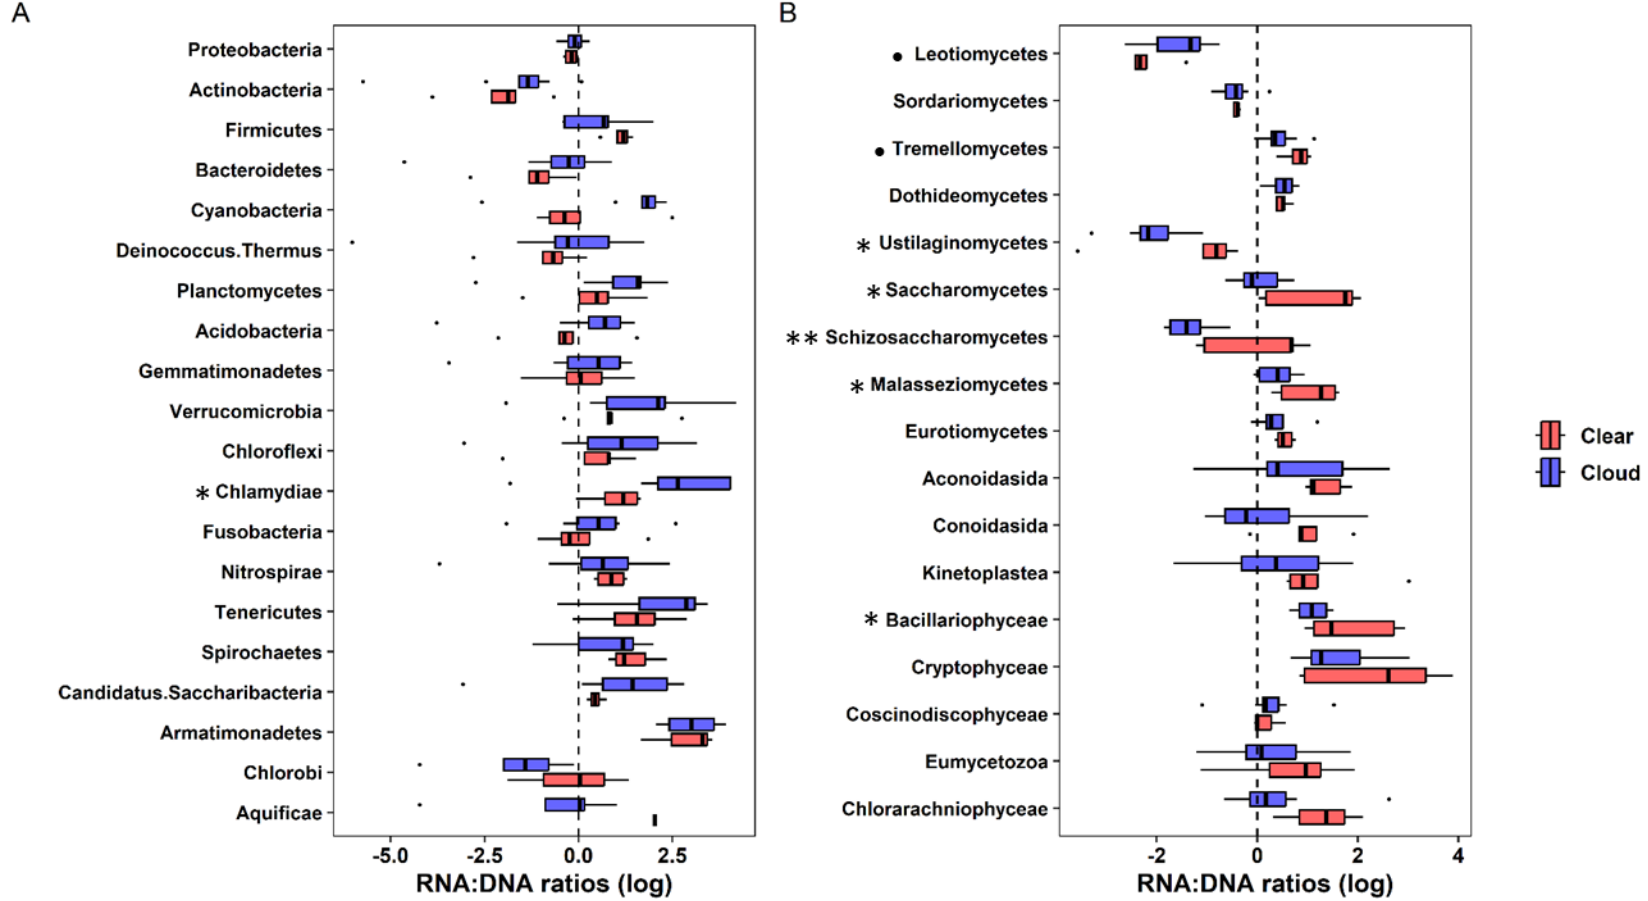 A
Proteobacteria
Actinobacteria
Firmicutes
Bacteroidetes
Cyanobacteria
Deinococcus.Thermus
Planctomycetes
Acidobacteria
Gemmatimonadetes
Verrucomicrobia
Chloroflexi
* Chlamydiae
Fusobacteria
Nitrospirae
Tenericutes
Spirochaetes
Candidatus.Saccharibacteria
Armatimonadetes
Chlorobi
Aquificae
-5.0 -2.5 0.0 2.5
RNA:DNA ratios (log)
B
• Leotiomycetes
Sordariomycetes
• Tremellomycetes
Dothideomycetes
* Ustilaginomycetes
* Saccharomycetes
** Schizosaccharomycetes
* Malasseziomycetes
Eurotiomycetes
Aconoidasida
Conoidasida
Kinetoplastea
* Bacillariophyceae
Cryptophyceae
Coscinodiscophyceae
Eumycetozoa
Chlorarachniophyceae
-2 0 2 4
RNA:DNA ratios (log)
Clear
Cloud